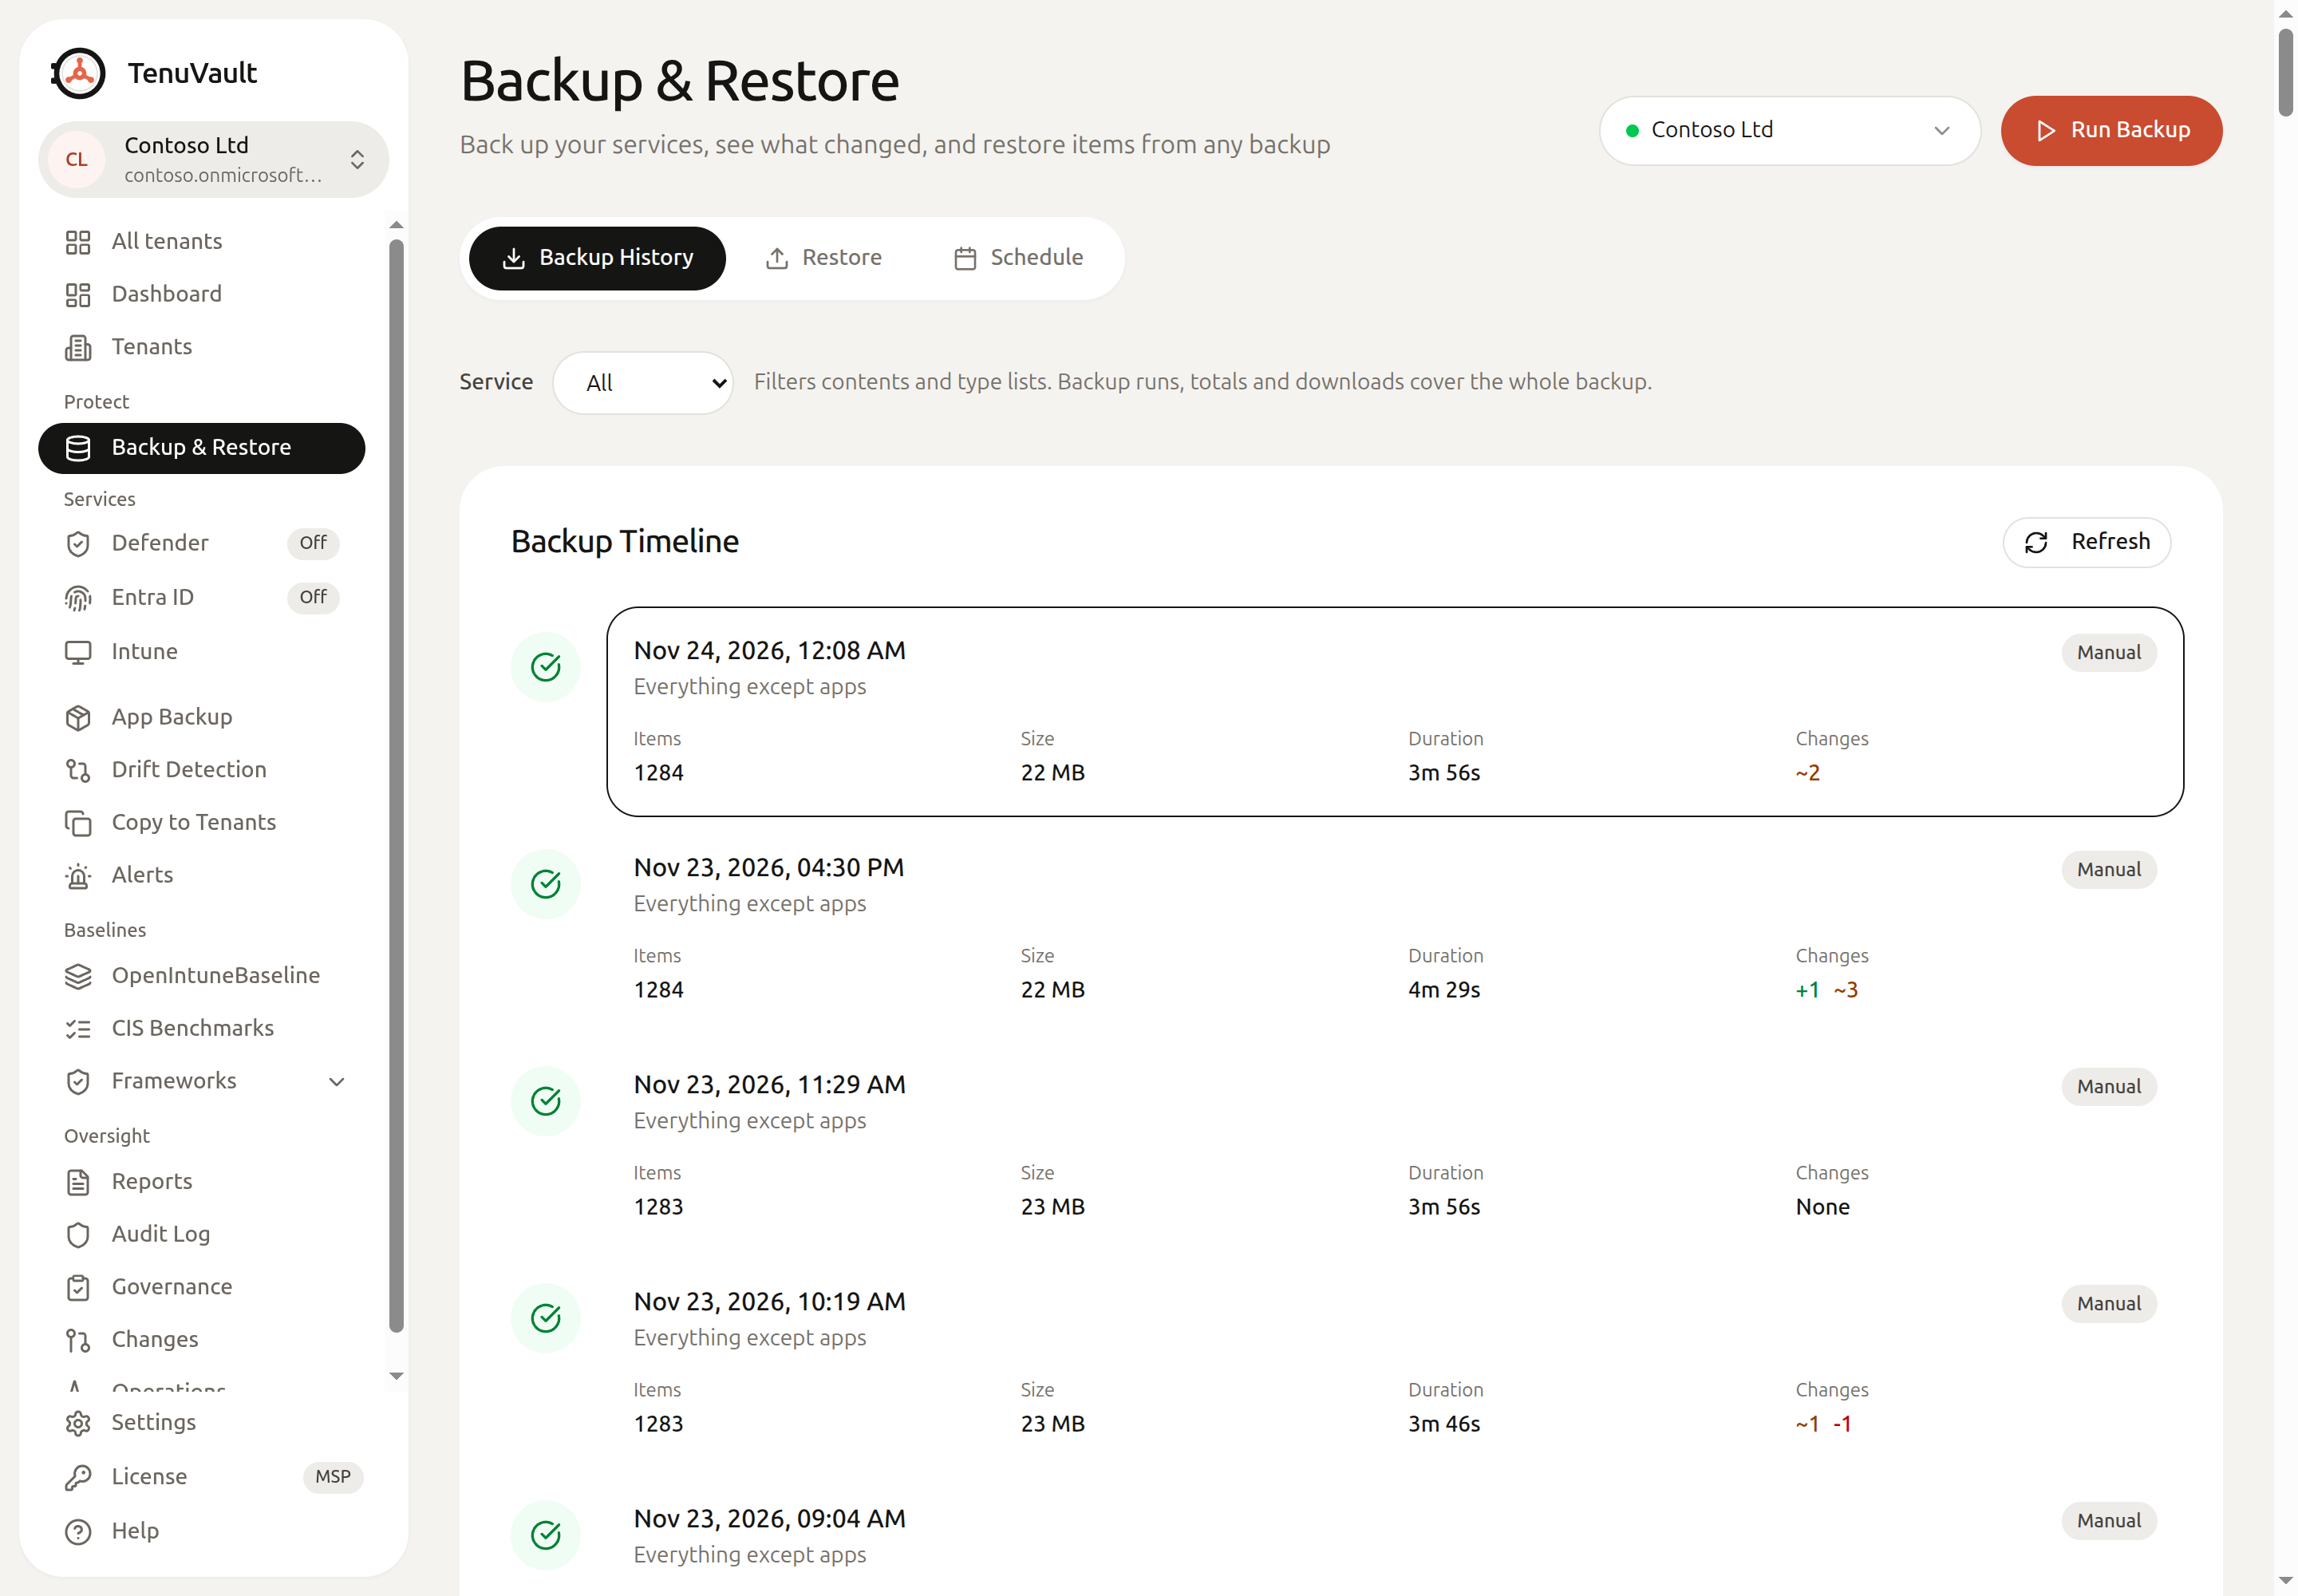 TenuVault
CL
Contoso Ltd
contoso.onmicrosoft...
All tenants
Dashboard
Tenants
Protect
Backup & Restore
Services
Defender Off
Entra ID Off
Intune
App Backup
Drift Detection
Copy to Tenants
Alerts
Baselines
OpenIntuneBaseline
CIS Benchmarks
Frameworks
Oversight
Reports
Audit Log
Governance
Changes
Operations
Settings
License MSP
Help
Backup & Restore
Back up your services, see what changed, and restore items from any backup
Contoso Ltd
Run Backup
Backup History Restore Schedule
Service All Filters contents and type lists. Backup runs, totals and downloads cover the whole backup.
Backup Timeline
Refresh
Nov 24, 2026, 12:08 AM Manual
Everything except apps
Items Size Duration Changes
1284 22 MB 3m 56s ~2
Nov 23, 2026, 04:30 PM Manual
Everything except apps
Items Size Duration Changes
1284 22 MB 4m 29s +1 ~3
Nov 23, 2026, 11:29 AM Manual
Everything except apps
Items Size Duration Changes
1283 23 MB 3m 56s None
Nov 23, 2026, 10:19 AM Manual
Everything except apps
Items Size Duration Changes
1283 23 MB 3m 46s ~1 -1
Nov 23, 2026, 09:04 AM Manual
Everything except apps